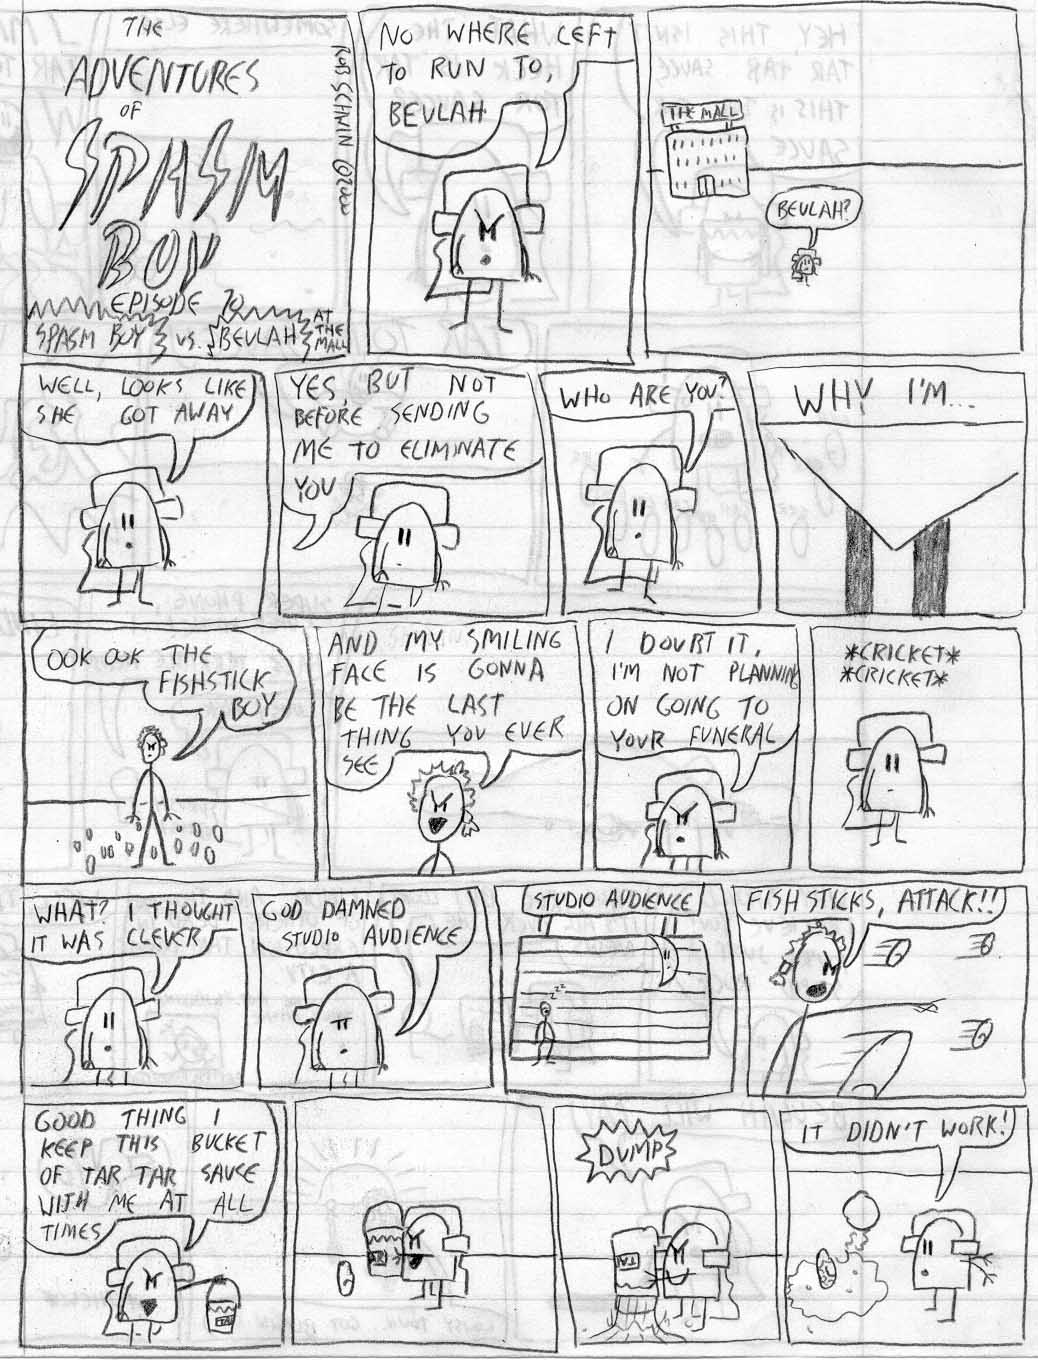 THE
ADVENTURES
OF
SPASM
BOY
EPISODE 70
SPASM BOY VS. BEULAH AT
THE
MALL
ROB SCHWIN
NO WHERE LEFT
TO RUN TO,
BEULAH
THE MALL
BEULAH?
WELL, LOOKS LIKE
SHE GOT AWAY
YES, BUT NOT
BEFORE SENDING
ME TO ELIMINATE
YOU
WHO ARE YOU?
WHY I'M...
OOK OOK THE
FISHSTICK
BOY
AND MY SMILING
FACE IS GONNA
BE THE LAST
THING YOU EVER
SEE
I DOUBT IT,
I'M NOT PLANNING
ON GOING TO
YOUR FUNERAL
*CRICKET*
*CRICKET*
WHAT? I THOUGHT
IT WAS CLEVER
GOD DAMNED
STUDIO AUDIENCE
STUDIO AUDIENCE
zzz
FISHSTICKS, ATTACK!!
GOOD THING I
KEEP THIS BUCKET
OF TAR TAR SAUCE
WITH ME AT ALL
TIMES
TAR
TAR
DUMP
TAR
IT DIDN'T WORK!